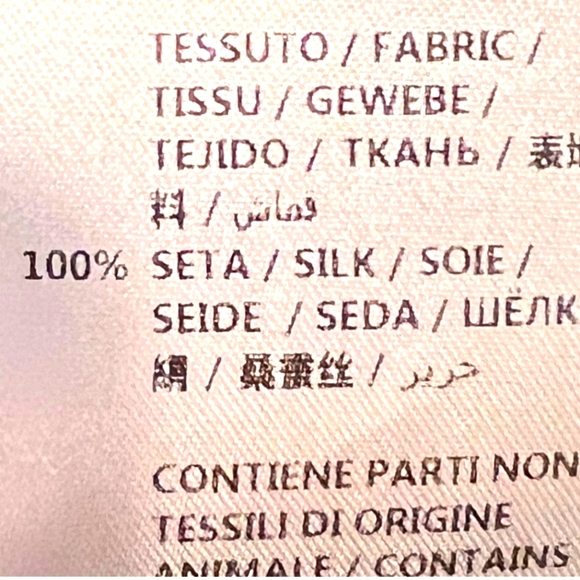 TESSUTO / FABRIC /
TISSU / GEWEBE /
TEJIDO / ТКАНЬ / 表地
料 / قماش
100% SETA / SILK / SOIE /
SEIDE / SEDA / ШЁЛК
絹 / 桑蚕丝 / حرير
CONTIENE PARTI NON
TESSILI DI ORIGINE
ANIMALE / CONTAINS